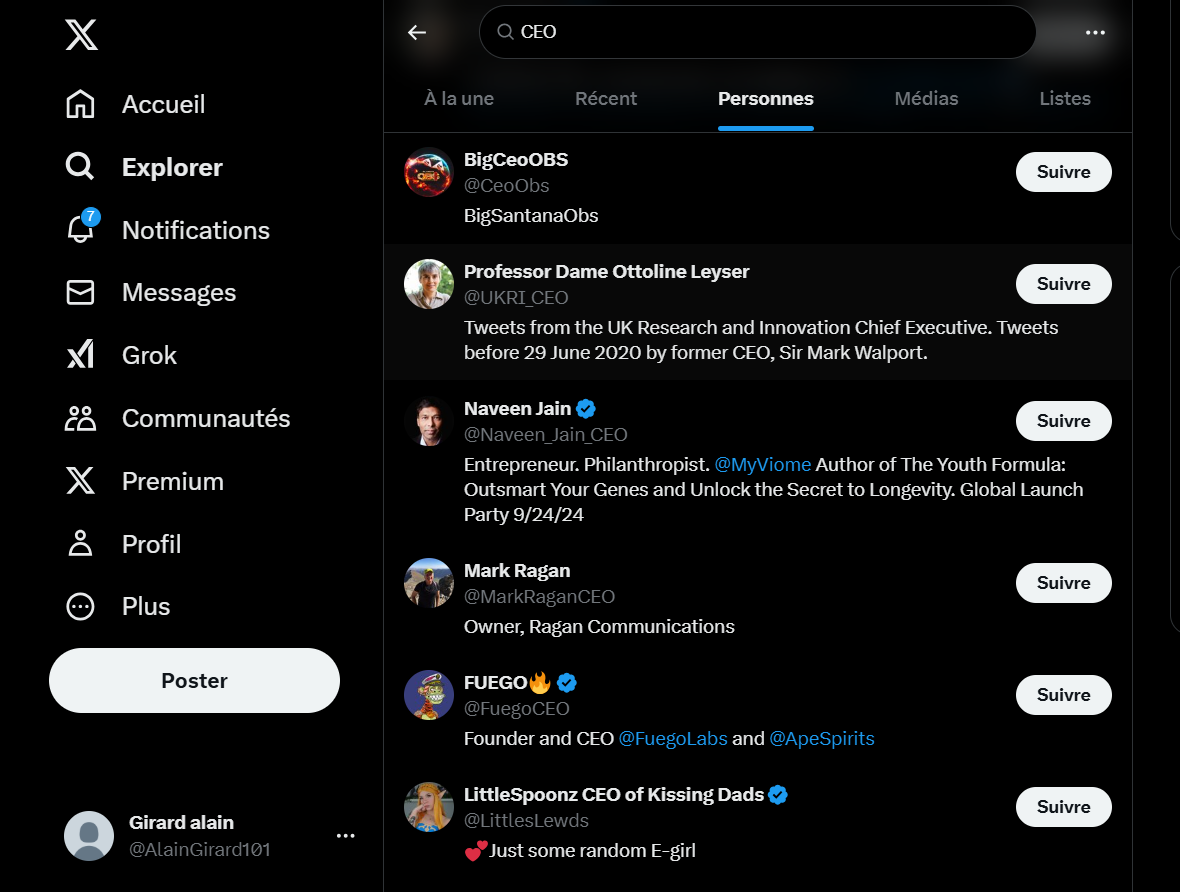 Accueil
Explorer
7
Notifications
Messages
Grok
Communautés
Premium
Profil
Plus
Poster
Girard alain
@AlainGirard101
CEO
À la une
Récent
Personnes
Médias
Listes
BigCeoOBS
@CeoObs
BigSantanaObs
Suivre
Professor Dame Ottoline Leyser
@UKRI_CEO
Tweets from the UK Research and Innovation Chief Executive. Tweets
before 29 June 2020 by former CEO, Sir Mark Walport.
Suivre
Naveen Jain
@Naveen_Jain_CEO
Entrepreneur. Philanthropist. @MyViome Author of The Youth Formula:
Outsmart Your Genes and Unlock the Secret to Longevity. Global Launch
Party 9/24/24
Suivre
Mark Ragan
@MarkRaganCEO
Owner, Ragan Communications
Suivre
FUEGO🔥
@FuegoCEO
Founder and CEO @FuegoLabs and @ApeSpirits
Suivre
LittleSpoonz CEO of Kissing Dads
@LittlesLewds
💕Just some random E-girl
Suivre